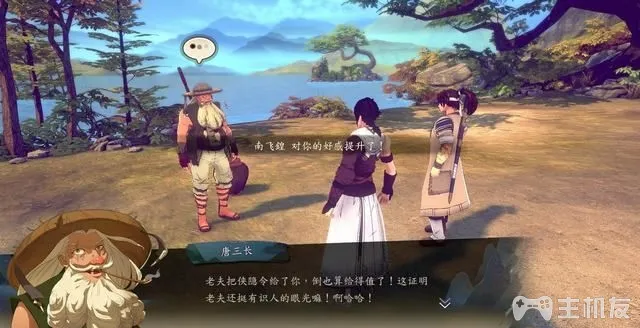 南飞锽 对你的好感提升了！
唐三长
老夫把侠隐令给了你，倒也算给得值了！这证明
老夫还挺有识人的眼光嘛！啊哈哈！
主机友